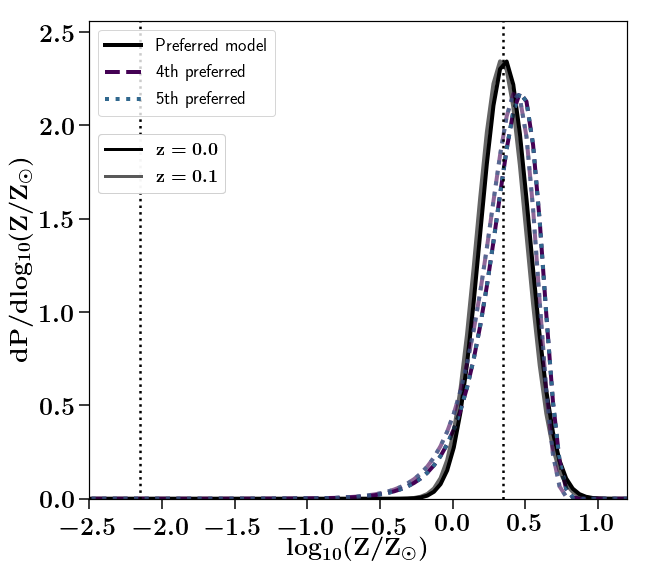 2.5
2.0
1.5
1.0
0.5
0.0
dP/dlog₁₀(Z/Z☉)
Preferred model
4th preferred
5th preferred
z = 0.0
z = 0.1
−2.5 −2.0 −1.5 −1.0 −0.5 0.0 0.5 1.0
log₁₀(Z/Z☉)